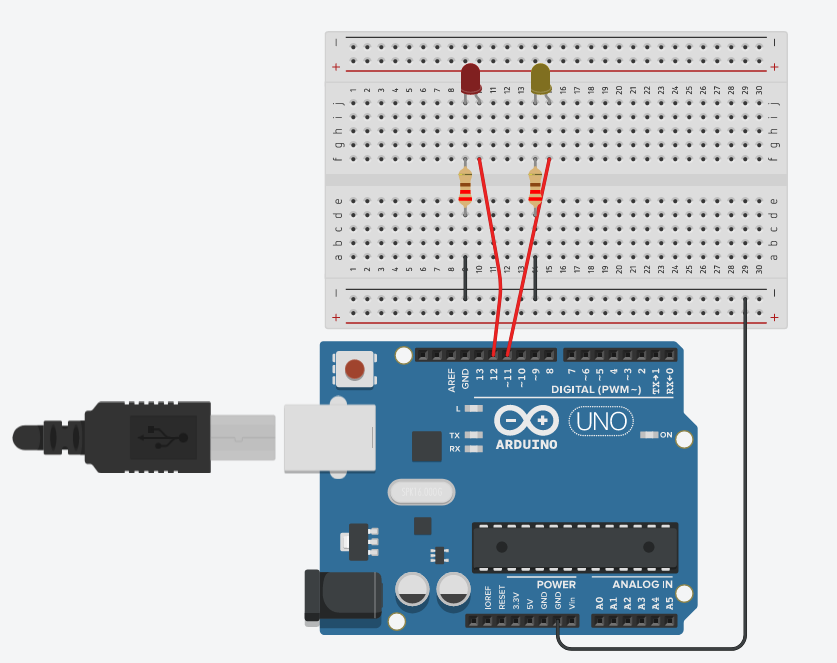 − −
+ +
1 2 3 4 5 6 7 8 9 10 11 12 13 14 15 16 17 18 19 20 21 22 23 24 25 26 27 28 29 30
j j
i i
h h
g g
f f
e e
d d
c c
b b
a a
1 2 3 4 5 6 7 8 9 10 11 12 13 14 15 16 17 18 19 20 21 22 23 24 25 26 27 28 29 30
− −
+ +
AREF GND 13 12 ~11 ~10 ~9 8 7 ~6 ~5 4 ~3 2 TX→1 RX←0
DIGITAL (PWM~)
L
TX
RX
ARDUINO
UNO
ON
POWER ANALOG IN
IOREF RESET 3.3V 5V GND GND Vin A0 A1 A2 A3 A4 A5